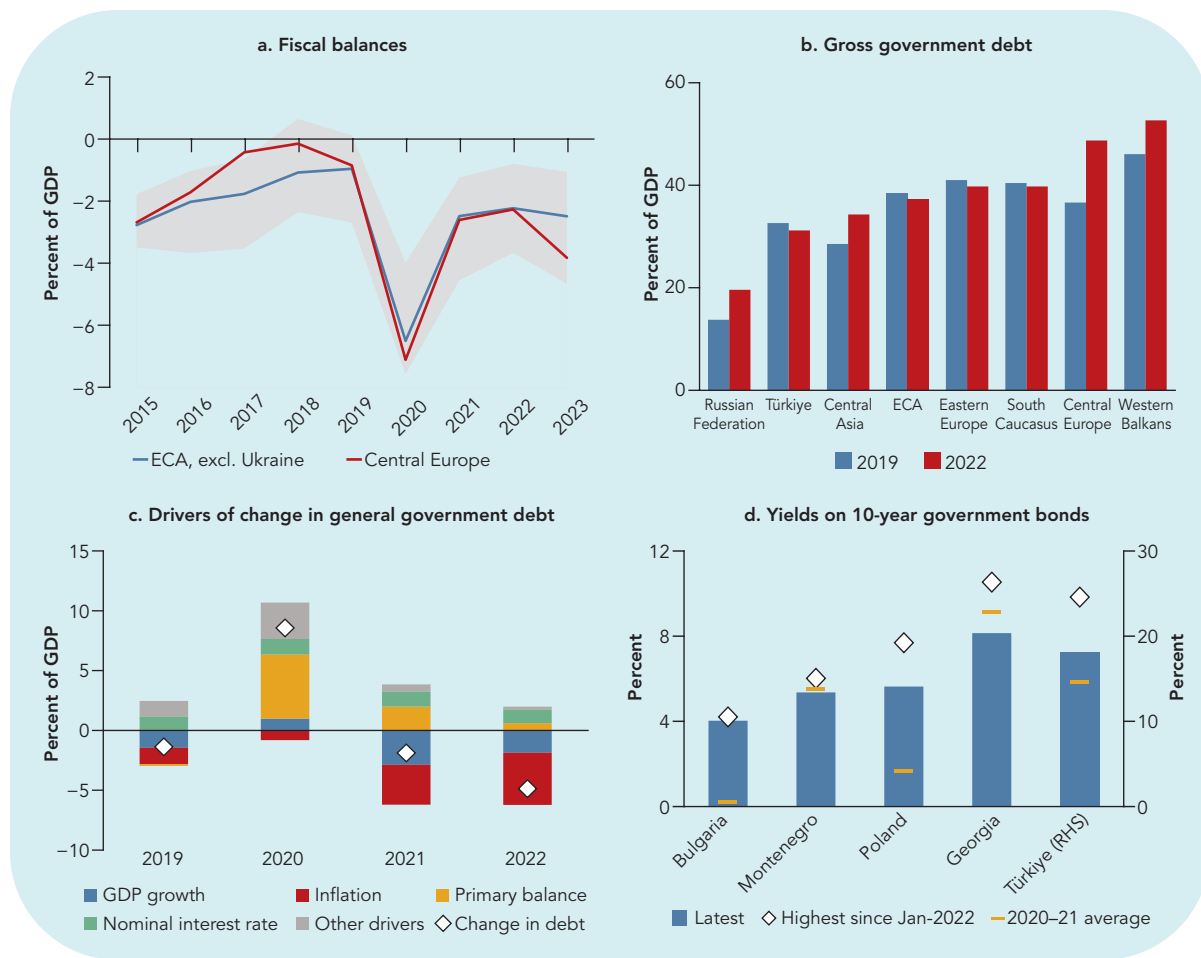 a. Fiscal balances
Percent of GDP
2
0
−2
−4
−6
−8
2015
2016
2017
2018
2019
2020
2021
2022
2023
ECA, excl. Ukraine
Central Europe
b. Gross government debt
Percent of GDP
60
40
20
0
Russian Federation
Türkiye
Central Asia
ECA
Eastern Europe
South Caucasus
Central Europe
Western Balkans
2019
2022
c. Drivers of change in general government debt
Percent of GDP
15
10
5
0
−5
−10
2019
2020
2021
2022
GDP growth
Inflation
Primary balance
Nominal interest rate
Other drivers
Change in debt
d. Yields on 10-year government bonds
Percent
12
8
4
0
30
20
10
0
Percent
Bulgaria
Montenegro
Poland
Georgia
Türkiye (RHS)
Latest
Highest since Jan-2022
2020–21 average